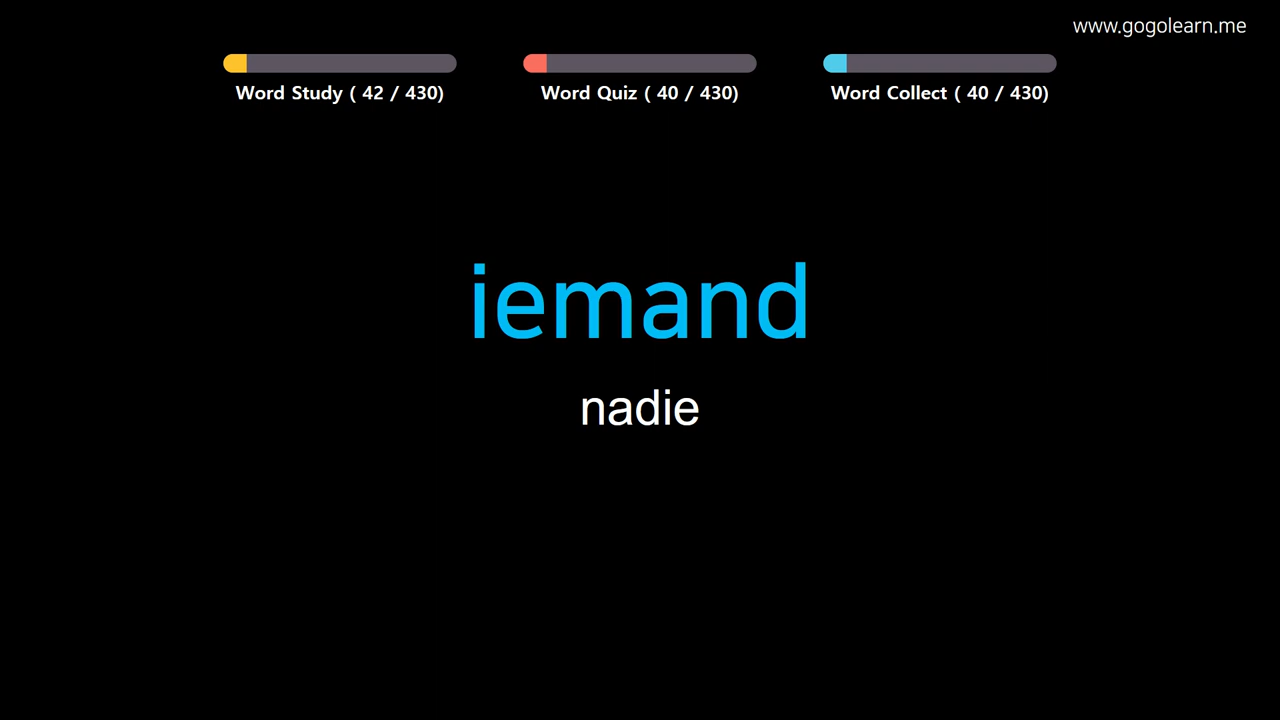 www.gogolearn.me
Word Study ( 42 / 430)
Word Quiz ( 40 / 430)
Word Collect ( 40 / 430)
iemand
nadie